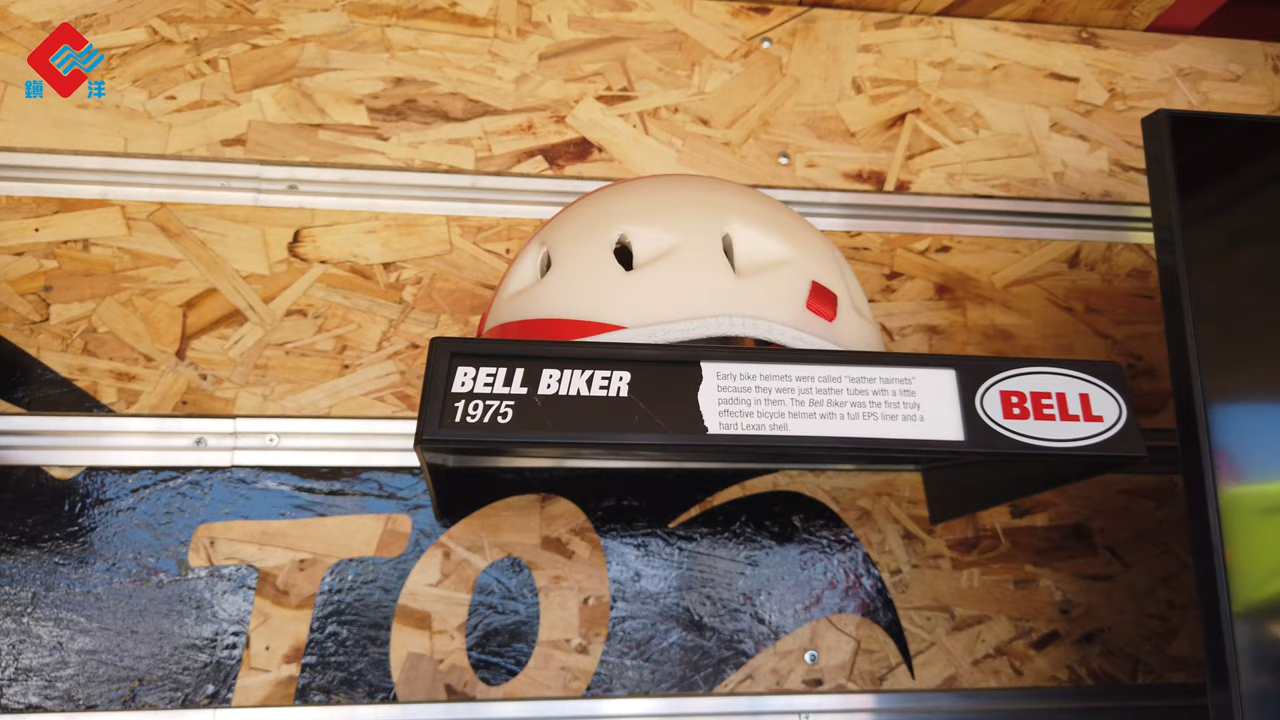 鎮洋
BELL BIKER
1975
Early bike helmets were called “leather hairnets”
because they were just leather tubes with a little
padding in them. The Bell Biker was the first truly
effective bicycle helmet with a full EPS liner and a
hard Lexan shell.
BELL
TO